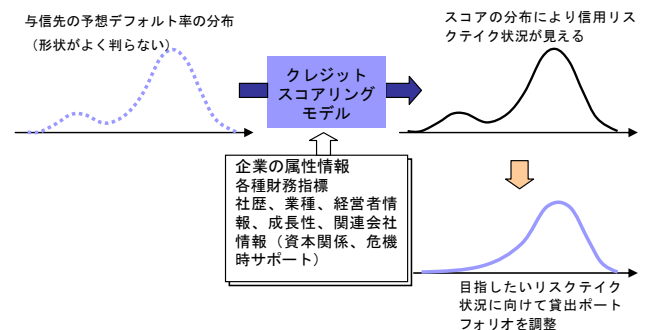 与信先の予想デフォルト率の分布
（形状がよく判らない）
クレジット
スコアリング
モデル
スコアの分布により信用リス
クテイク状況が見える
企業の属性情報
各種財務指標
社歴、業種、経営者情
報、成長性、関連会社
情報（資本関係、危機
時サポート）
目指したいリスクテイク
状況に向けて貸出ポート
フォリオを調整